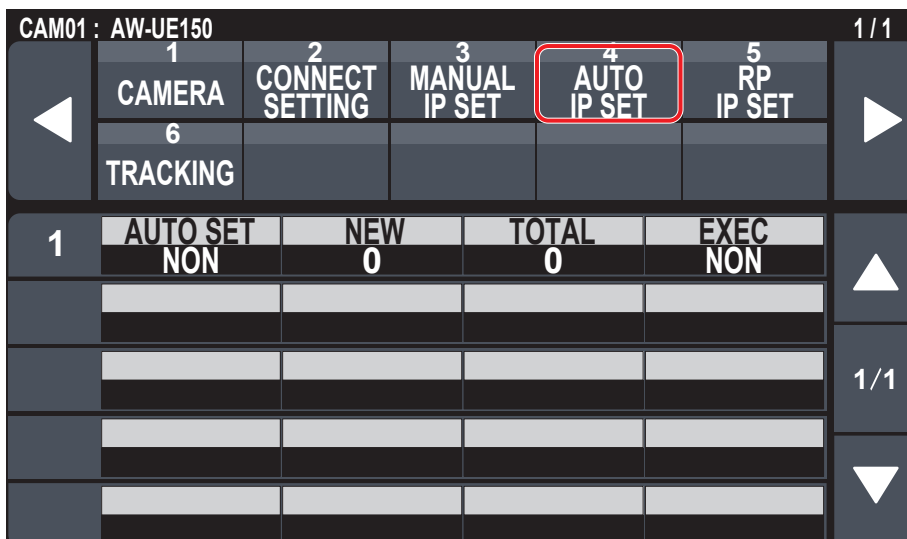 CAM01 : AW-UE150 1 / 1
1 2 3 4 5
CAMERA CONNECT SETTING MANUAL IP SET AUTO IP SET RP IP SET
6
TRACKING
1 AUTO SET NEW TOTAL EXEC
NON 0 0 NON
1/1